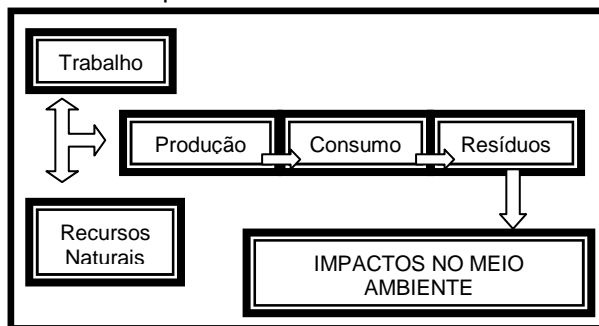 Trabalho
Produção
Consumo
Resíduos
Recursos
Naturais
IMPACTOS NO MEIO
AMBIENTE